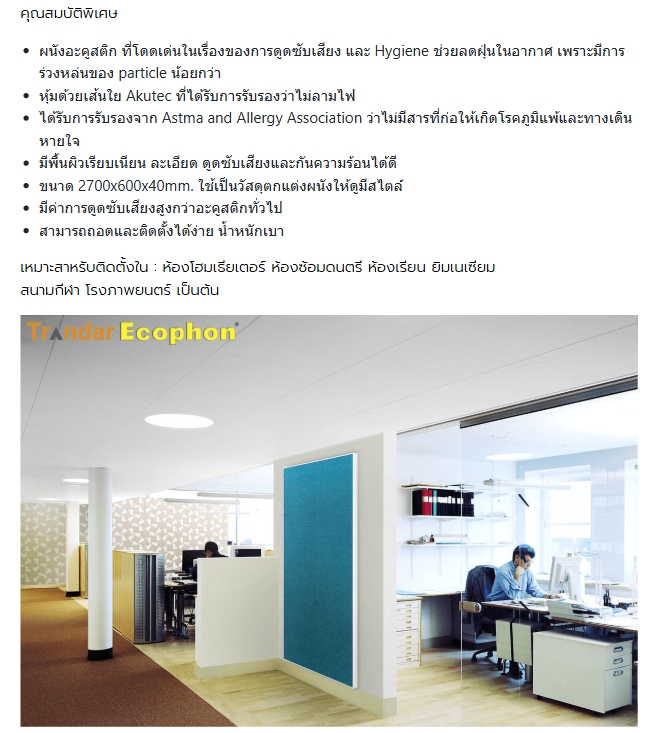 คุณสมบัติพิเศษ
ผนังอะคูสติก ที่โดดเด่นในเรื่องของการดูดซับเสียง และ Hygiene ช่วยลดฝุ่นในอากาศ เพราะมีการ
ร่วงหล่นของ particle น้อยกว่า
หุ้มด้วยเส้นใย Akutec ที่ได้รับการรับรองว่าไม่ลามไฟ
ได้รับการรับรองจาก Astma and Allergy Association ว่าไม่มีสารที่ก่อให้เกิดโรคภูมิแพ้และทางเดิน
หายใจ
มีพื้นผิวเรียบเนียน ละเอียด ดูดซับเสียงและกันความร้อนได้ดี
ขนาด 2700x600x40mm. ใช้เป็นวัสดุตกแต่งผนังให้ดูมีสไตล์
มีค่าการดูดซับเสียงสูงกว่าอะคูสติกทั่วไป
สามารถถอดและติดตั้งได้ง่าย น้ำหนักเบา
เหมาะสาหรับติดตั้งใน : ห้องโฮมเธียเตอร์ ห้องซ้อมดนตรี ห้องเรียน ยิมเนเซียม
สนามกีฬา โรงภาพยนตร์ เป็นต้น
Trandar Ecophon